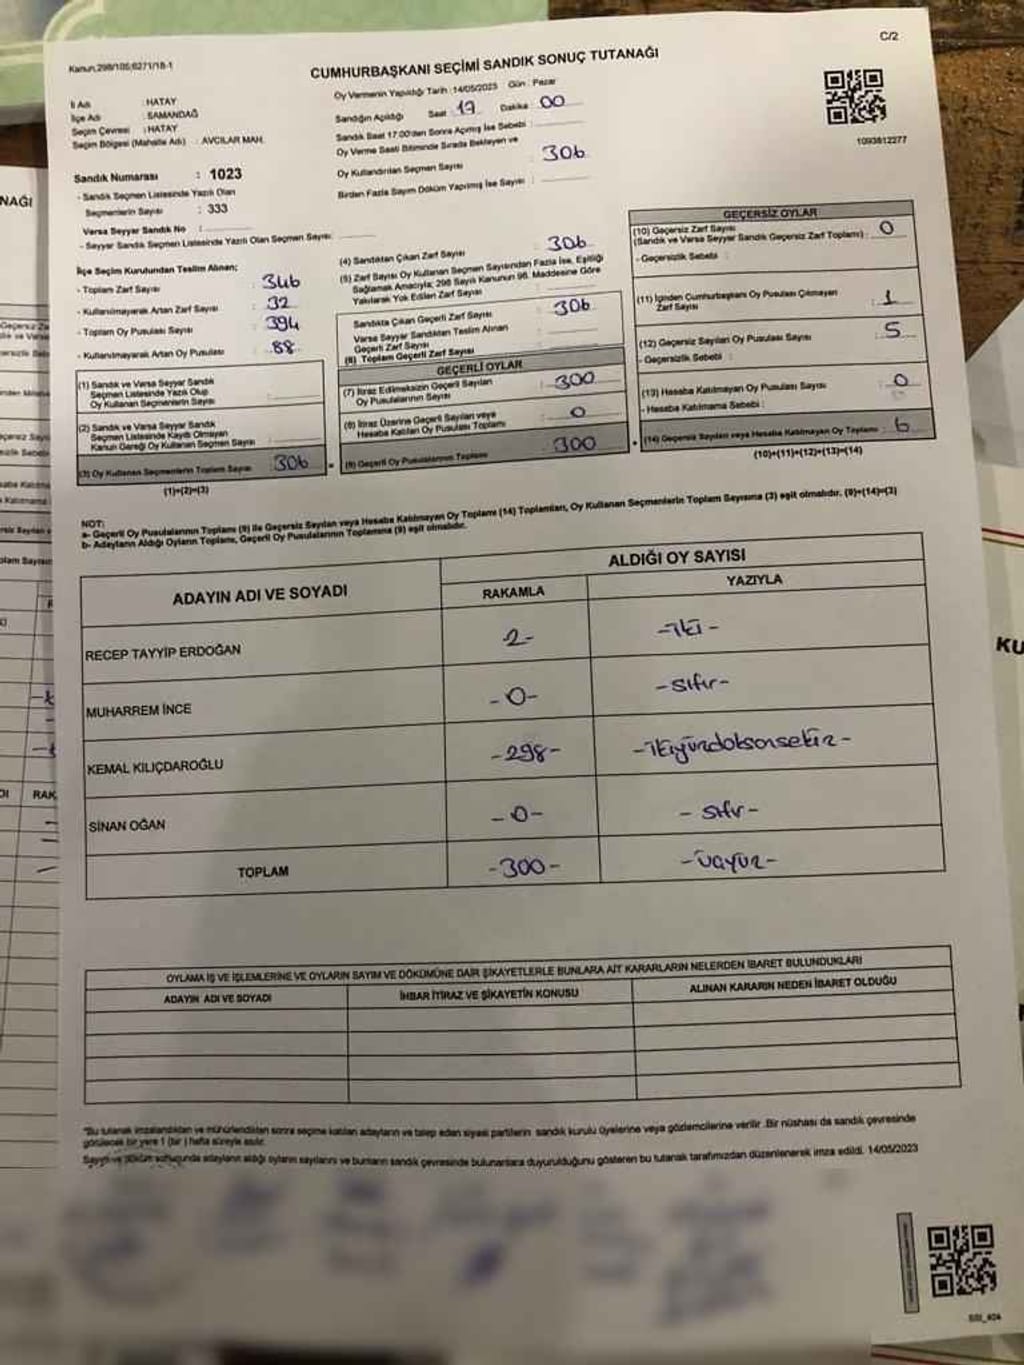 C/2
Kanun.298/105;6271/18-1
CUMHURBAŞKANI SEÇİMİ SANDIK SONUÇ TUTANAĞI
İl Adı : HATAY
İlçe Adı : SAMANDAĞ
Seçim Çevresi : HATAY
Seçim Bölgesi (Mahalle Adı) : AVCILAR MAH.
Oy Vermenin Yapıldığı Tarih :14/05/2023 Gün : Pazar
Sandığın Açıldığı Saat : 17 Dakika : 00
Sandık Saat 17.00'den Sonra Açımış İse Sebebi :
Oy Verme Saati Bitiminde Sırada Bekleyen ve
Oy Kullandırılan Seçmen Sayısı : 306
Birden Fazla Sayım Döküm Yapılmış İse Sayısı :
1093812277
Sandık Numarası : 1023
- Sandık Seçmen Listesinde Yazılı Olan
Seçmenlerin Sayısı : 333
Varsa Seyyar Sandık No :
- Seyyar Sandık Seçmen Listesinde Yazılı Olan Seçmen Sayısı:
İlçe Seçim Kurulundan Teslim Alınan;
- Toplam Zarf Sayısı : 346
- Kullanılmayarak Artan Zarf Sayısı : 32
- Toplam Oy Pusulası Sayısı : 394
- Kullanılmayarak Artan Oy Pusulası : 88
(1) Sandık ve Varsa Seyyar Sandık
Seçmen Listesinde Yazılı Olup
Oy Kullanan Seçmenlerin Sayısı :
(2) Sandık ve Varsa Seyyar Sandık
Seçmen Listesinde Kayıtlı Olmayan
Kanun Gereği Oy Kullanan Seçmen Sayısı :
(3) Oy Kullanan Seçmenlerin Toplam Sayısı : 306
(1)+(2)=(3)
(4) Sandıktan Çıkan Zarf Sayısı : 306
(5) Zarf Sayısı Oy Kullanan Seçmen Sayısından Fazla İse, Eşitliği
Sağlamak Amacıyla; 298 Sayılı Kanunun 98. Maddesine Göre
Yakılarak Yok Edilen Zarf Sayısı :
Sandıkta Çıkan Geçerli Zarf Sayısı : 306
Varsa Seyyar Sandıktan Teslim Alınan
Geçerli Zarf Sayısı :
(6) Toplam Geçerli Zarf Sayısı :
GEÇERLİ OYLAR
(7) İtiraz Edilmeksizin Geçerli Sayılan
Oy Pusulalarının Sayısı : 300
(8) İtiraz Üzerine Geçerli Sayılan veya
Hesaba Katılan Oy Pusulası Toplamı : 0
(9) Geçerli Oy Pusulalarının Toplamı : 300
GEÇERSİZ OYLAR
(10) Geçersiz Zarf Sayısı
(Sandık ve Varsa Seyyar Sandık Geçersiz Zarf Toplamı) : 0
- Geçersizlik Sebebi :
(11) İçinden Cumhurbaşkanı Oy Pusulası Çıkmayan
Zarf Sayısı : 1
(12) Geçersiz Sayılan Oy Pusulası Sayısı : 5
- Geçersizlik Sebebi :
(13) Hesaba Katılmayan Oy Pusulası Sayısı : 0
- Hesaba Katılmama Sebebi :
(14) Geçersiz Sayılan veya Hesaba Katılmayan Oy Toplamı : 6
(10)+(11)+(12)+(13)=(14)
NOT:
a- Geçerli Oy Pusulalarının Toplamı (9) ile Geçersiz Sayılan veya Hesaba Katılmayan Oy Toplamı (14) Toplamları, Oy Kullanan Seçmenlerin Toplam Sayısına (3) eşit olmalıdır. (9)+(14)=(3)
b- Adayların Aldığı Oyların Toplamı, Geçerli Oy Pusulalarının Toplamına (9) eşit olmalıdır.
ADAYIN ADI VE SOYADI
ALDIĞI OY SAYISI
RAKAMLA YAZIYLA
RECEP TAYYİP ERDOĞAN -2- -iki-
MUHARREM İNCE -0- -sıfır-
KEMAL KILIÇDAROĞLU -298- -ikiyüzdoksansekiz-
SİNAN OĞAN -0- -sıfır-
TOPLAM -300- -üçyüz-
OYLAMA İŞ VE İŞLEMLERİNE VE OYLARIN SAYIM VE DÖKÜMÜNE DAİR ŞİKAYETLERLE BUNLARA AİT KARARLARIN NELERDEN İBARET BULUNDUKLARI
ADAYIN ADI VE SOYADI İHBAR İTİRAZ VE ŞİKAYETİN KONUSU ALINAN KARARIN NEDEN İBARET OLDUĞU
*Bu tutanak imzalandıktan ve mühürlendikten sonra seçime katılan adayların ve talep eden siyasi partilerin sandık kurulu üyelerine veya gözlemcilerine verilir. Bir nüshası da sandık çevresinde
görülecek bir yere 1 (bir) hafta süreyle asılır.
Sayım ve döküm sonucunda adayların aldığı oyların sayılarını ve bunların sandık çevresinde bulunanlara duyurulduğunu gösteren bu tutanak tarafımızdan düzenlenerek imza edildi. 14/05/2023
NAĞI
RAK
KU